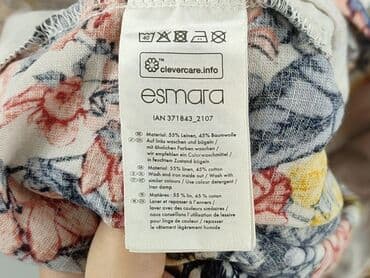 clevercare.info
esmara
IAN 371843_2107
Material: 55% Leinen, 45% Baumwolle
Auf links waschen und bügeln /
mit ähnlichen Farben waschen /
wir empfehlen ein Colorwaschmittel /
in feuchtem Zustand bügeln
Material: 55% linen, 45% cotton
Wash and iron inside out / Wash with
similar colours / Use colour detergent /
Iron damp
Matières: 55% lin, 45% coton
Laver et repasser à l'envers /
laver avec des couleurs similaires /
nous conseillons l'utilisation de lessive
pour linge de couleur / repasser
le vêtement légèrement humide